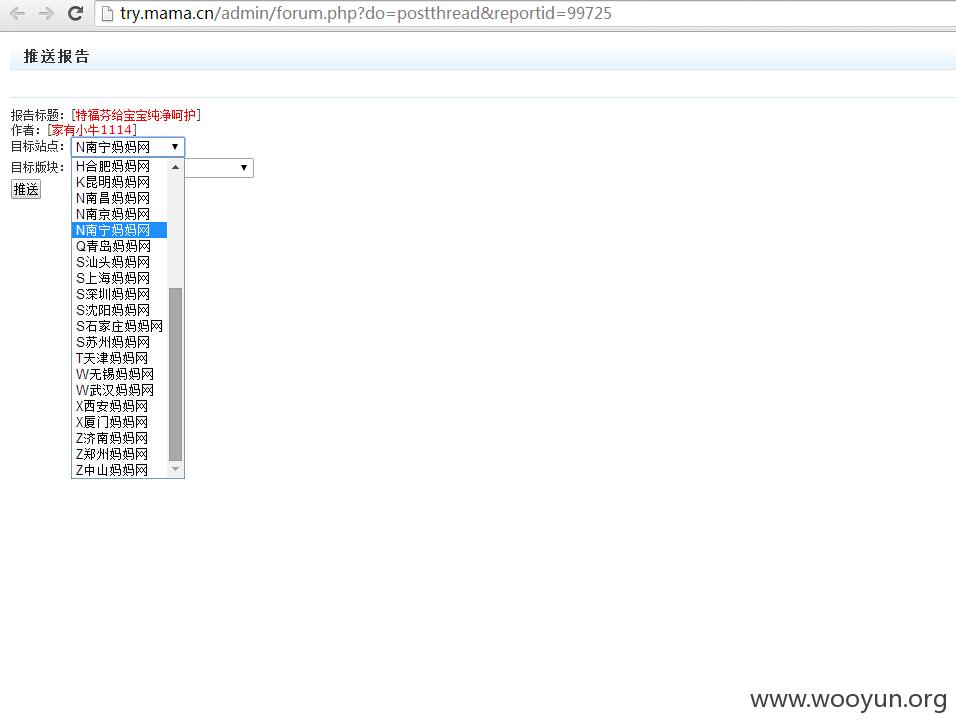 try.mama.cn/admin/forum.php?do=postthread&reportid=99725
推送报告
报告标题：[特福芬给宝宝纯净呵护]
作者：[家有小牛1114]
目标站点： N南宁妈妈网
目标版块：
推送
H合肥妈妈网
K昆明妈妈网
N南昌妈妈网
N南京妈妈网
N南宁妈妈网
Q青岛妈妈网
S汕头妈妈网
S上海妈妈网
S深圳妈妈网
S沈阳妈妈网
S石家庄妈妈网
S苏州妈妈网
T天津妈妈网
W无锡妈妈网
W武汉妈妈网
X西安妈妈网
X厦门妈妈网
Z济南妈妈网
Z郑州妈妈网
Z中山妈妈网
www.wooyun.org